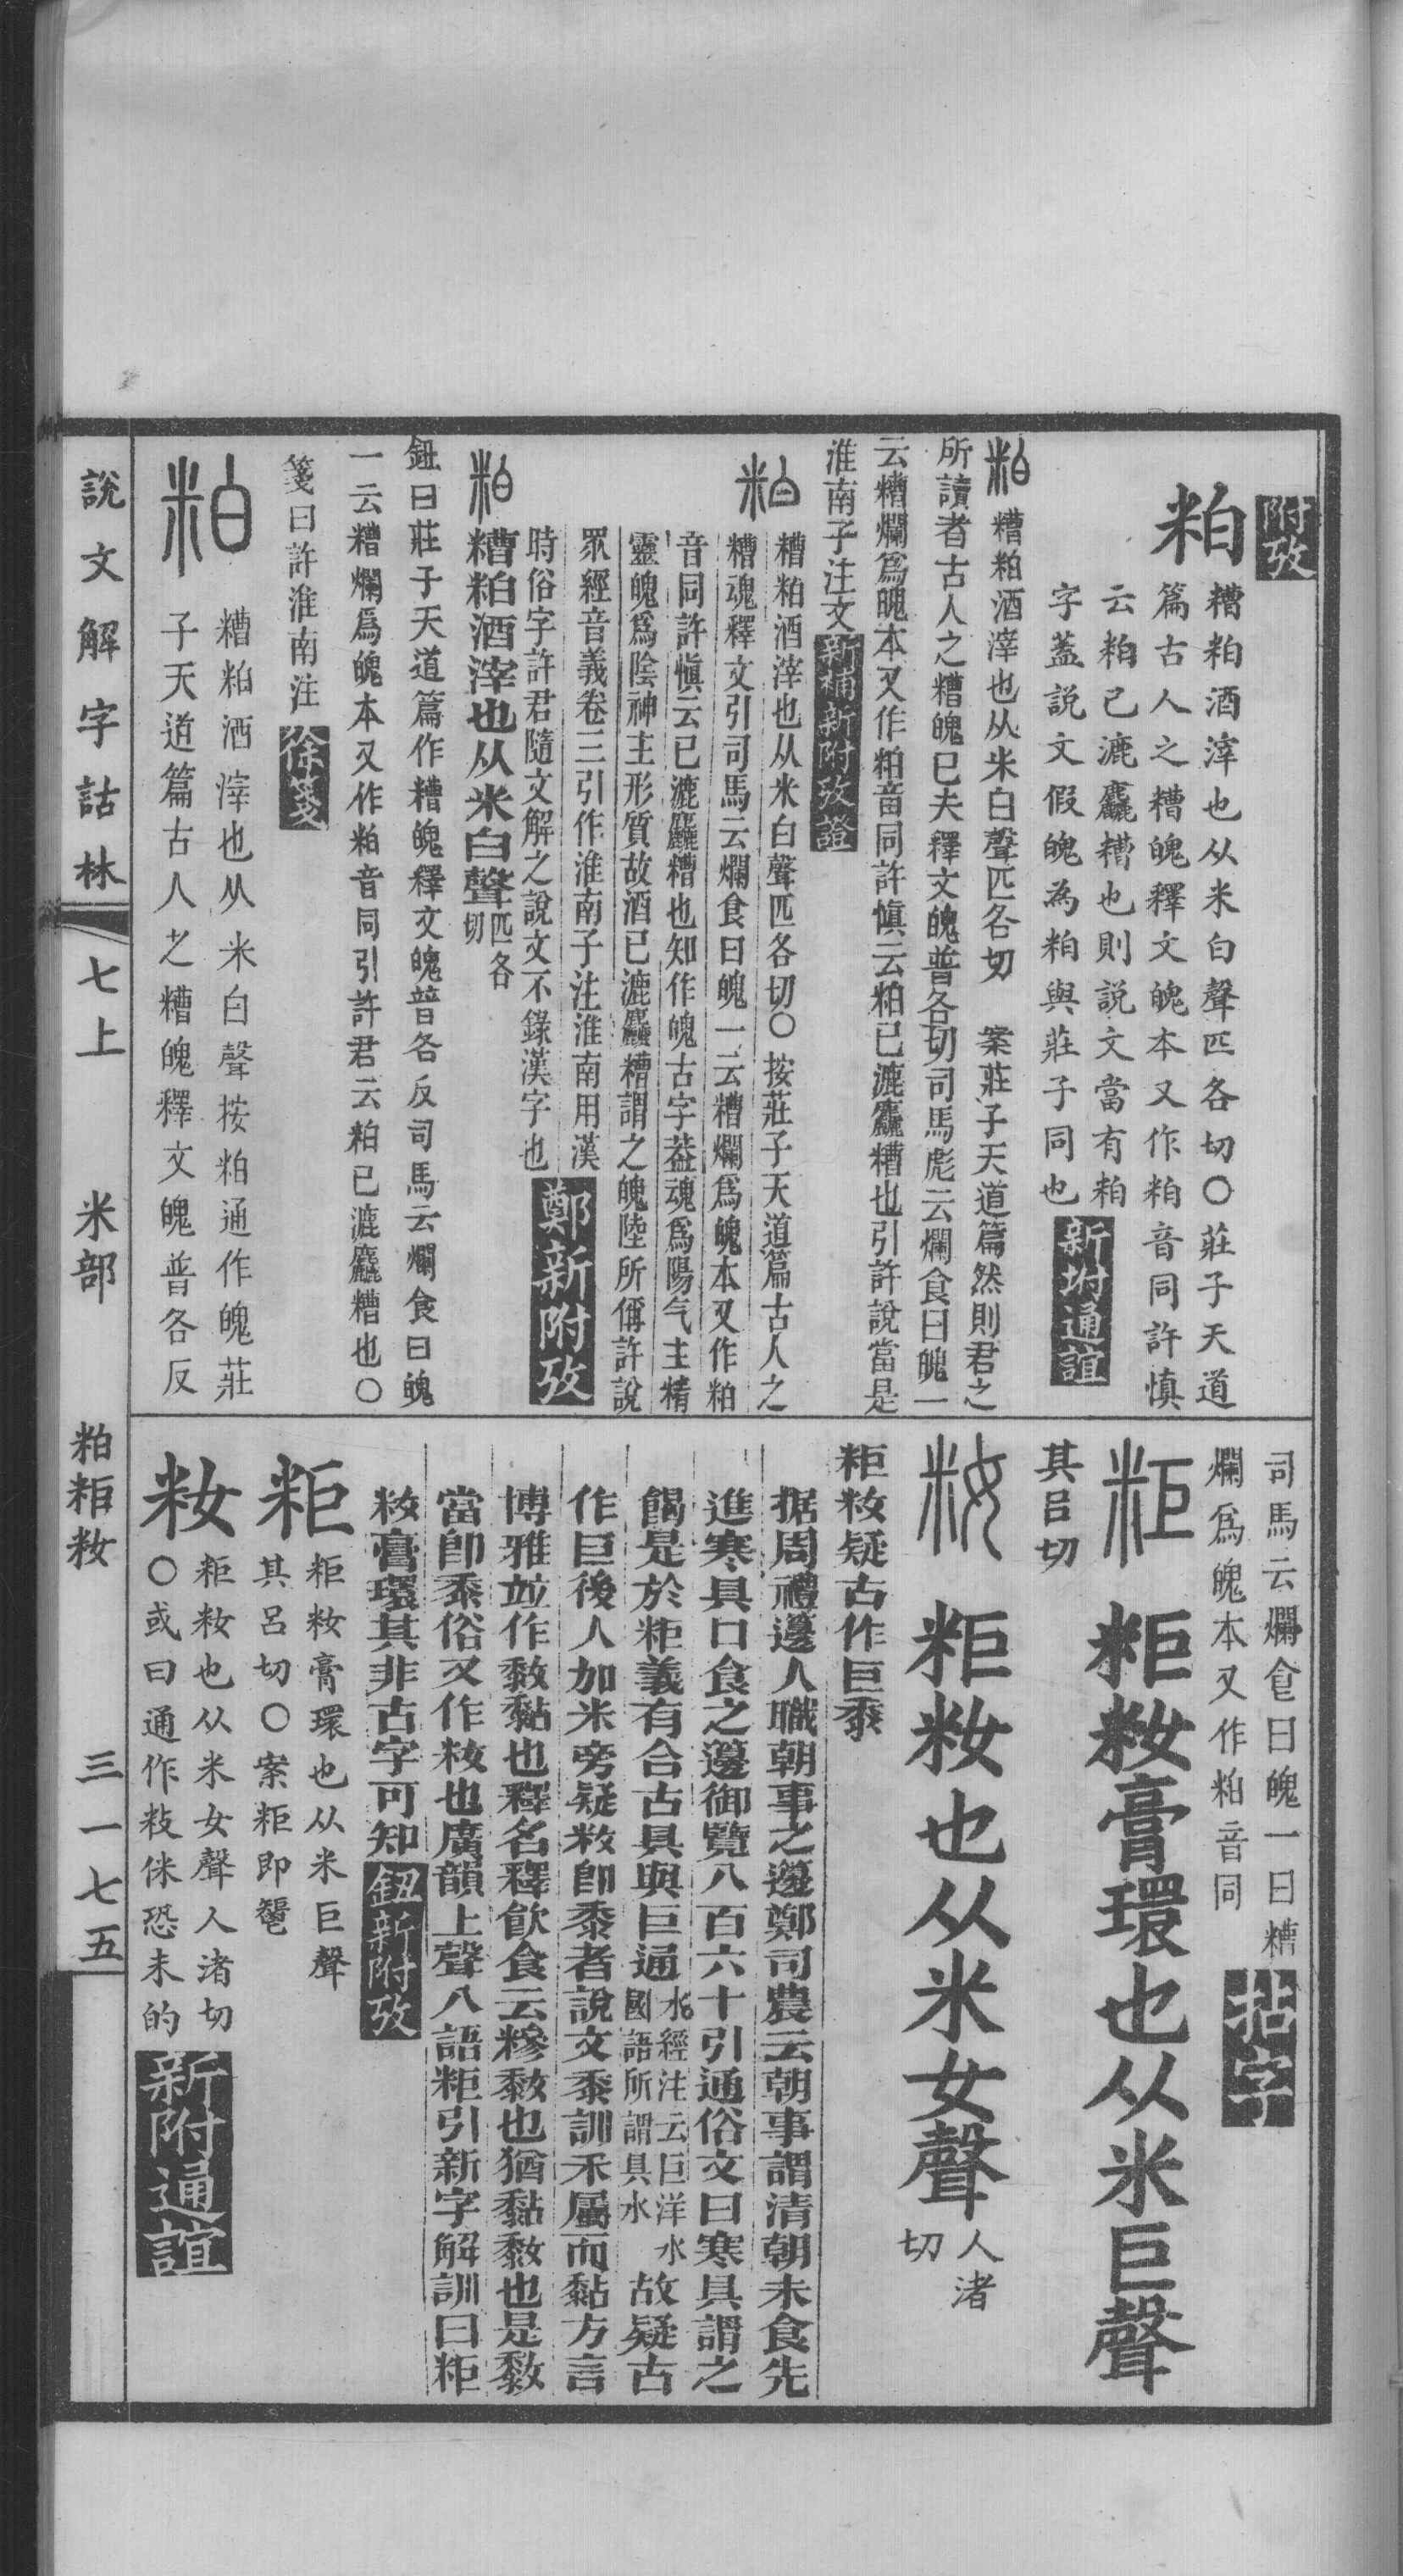 附攷
粕
糟粕酒滓也从米白聲匹各切〇莊子天道
篇古人之糟魄釋文魄本又作粕音同許慎
云粕已漉麤糟也則說文當有粕
字蓋說文假魄為粕與莊子同也
新附通誼
粕糟粕酒滓也从米白聲匹各切 案莊子天道篇然則君之
所讀者古人之糟魄已夫釋文魄普各切司馬彪云爛食曰魄一
云糟爛爲魄本又作粕音同許愼云粕已漉麤糟也引許說當是
淮南子注文
新補新附攷證
粕
糟粕酒滓也从米白聲匹各切〇按莊子天道篇古人之
糟魂釋文引司馬云爛食曰魄一云糟爛爲魄本又作粕
音同許愼云已漉麤糟也知作魄古字葢魂爲陽气主精
靈魄爲陰神主形質故酒已漉麤糟謂之魄陸所偁許說
眾經音義卷三引作淮南子注淮南用漢
時俗字許君隨文解之說文不錄漢字也
鄭新附攷
粕糟粕酒滓也从米白聲匹各切
鈕曰莊子天道篇作糟魄釋文魄普各反司馬云爛食曰魄
一云糟爛爲魄本又作粕音同引許君云粕已漉麤糟也〇
箋曰許淮南注
徐箋
粕
糟粕酒滓也从米白聲按粕通作魄莊
子天道篇古人之糟魄釋文魄普各反
司馬云爛食曰魄一曰糟
爛爲魄本又作粕音同
拈字
粔 粔籹膏環也从米巨聲
其呂切
籹 粔籹也从米女聲人渚切
粔籹疑古作巨黍
据周禮籩人職朝事之籩鄭司農云朝事謂清朝未食先
進寒具口食之籩御覽八百六十引通俗文曰寒具謂之
餲是於粔義有合古具與巨通水經注云巨洋水國語所謂具水故疑古
作巨後人加米旁疑籹卽黍者說文黍訓禾屬而黏方言
博雅竝作䵑黏也釋名釋飮食云糝䵑也猶黏䵑也是䵑
當卽黍俗又作籹也廣韻上聲八語粔引新字解訓曰粔
籹膏環其非古字可知
鈕新附攷
粔
粔籹膏環也从米巨聲
其呂切〇案粔即䰞
籹
粔籹也从米女聲人渚切
〇或曰通作敉侎恐未的
新附通誼
說文解字詁林 七上 米部 粕粔籹 三一七五